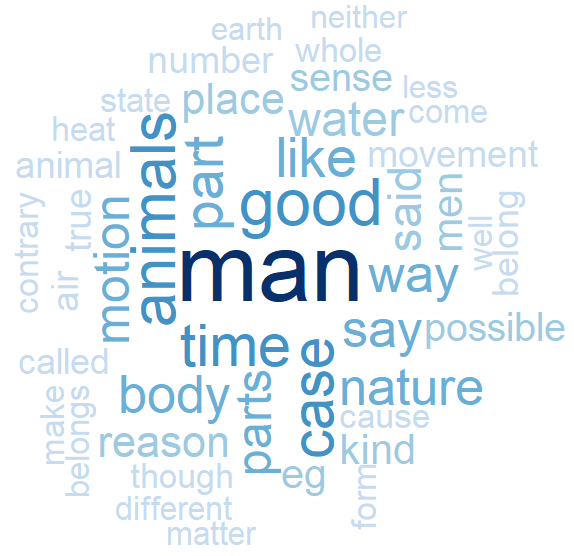 neither
earth
whole
number
sense
less
state
place
come
water
heat
part
like
movement
animal
animals
said
men
good
true
motion
well
belong
contrary
air
man
way
time
say
possible
called
case
nature
body
parts
make
belongs
cause
reason
kind
though
eg
form
different
matter